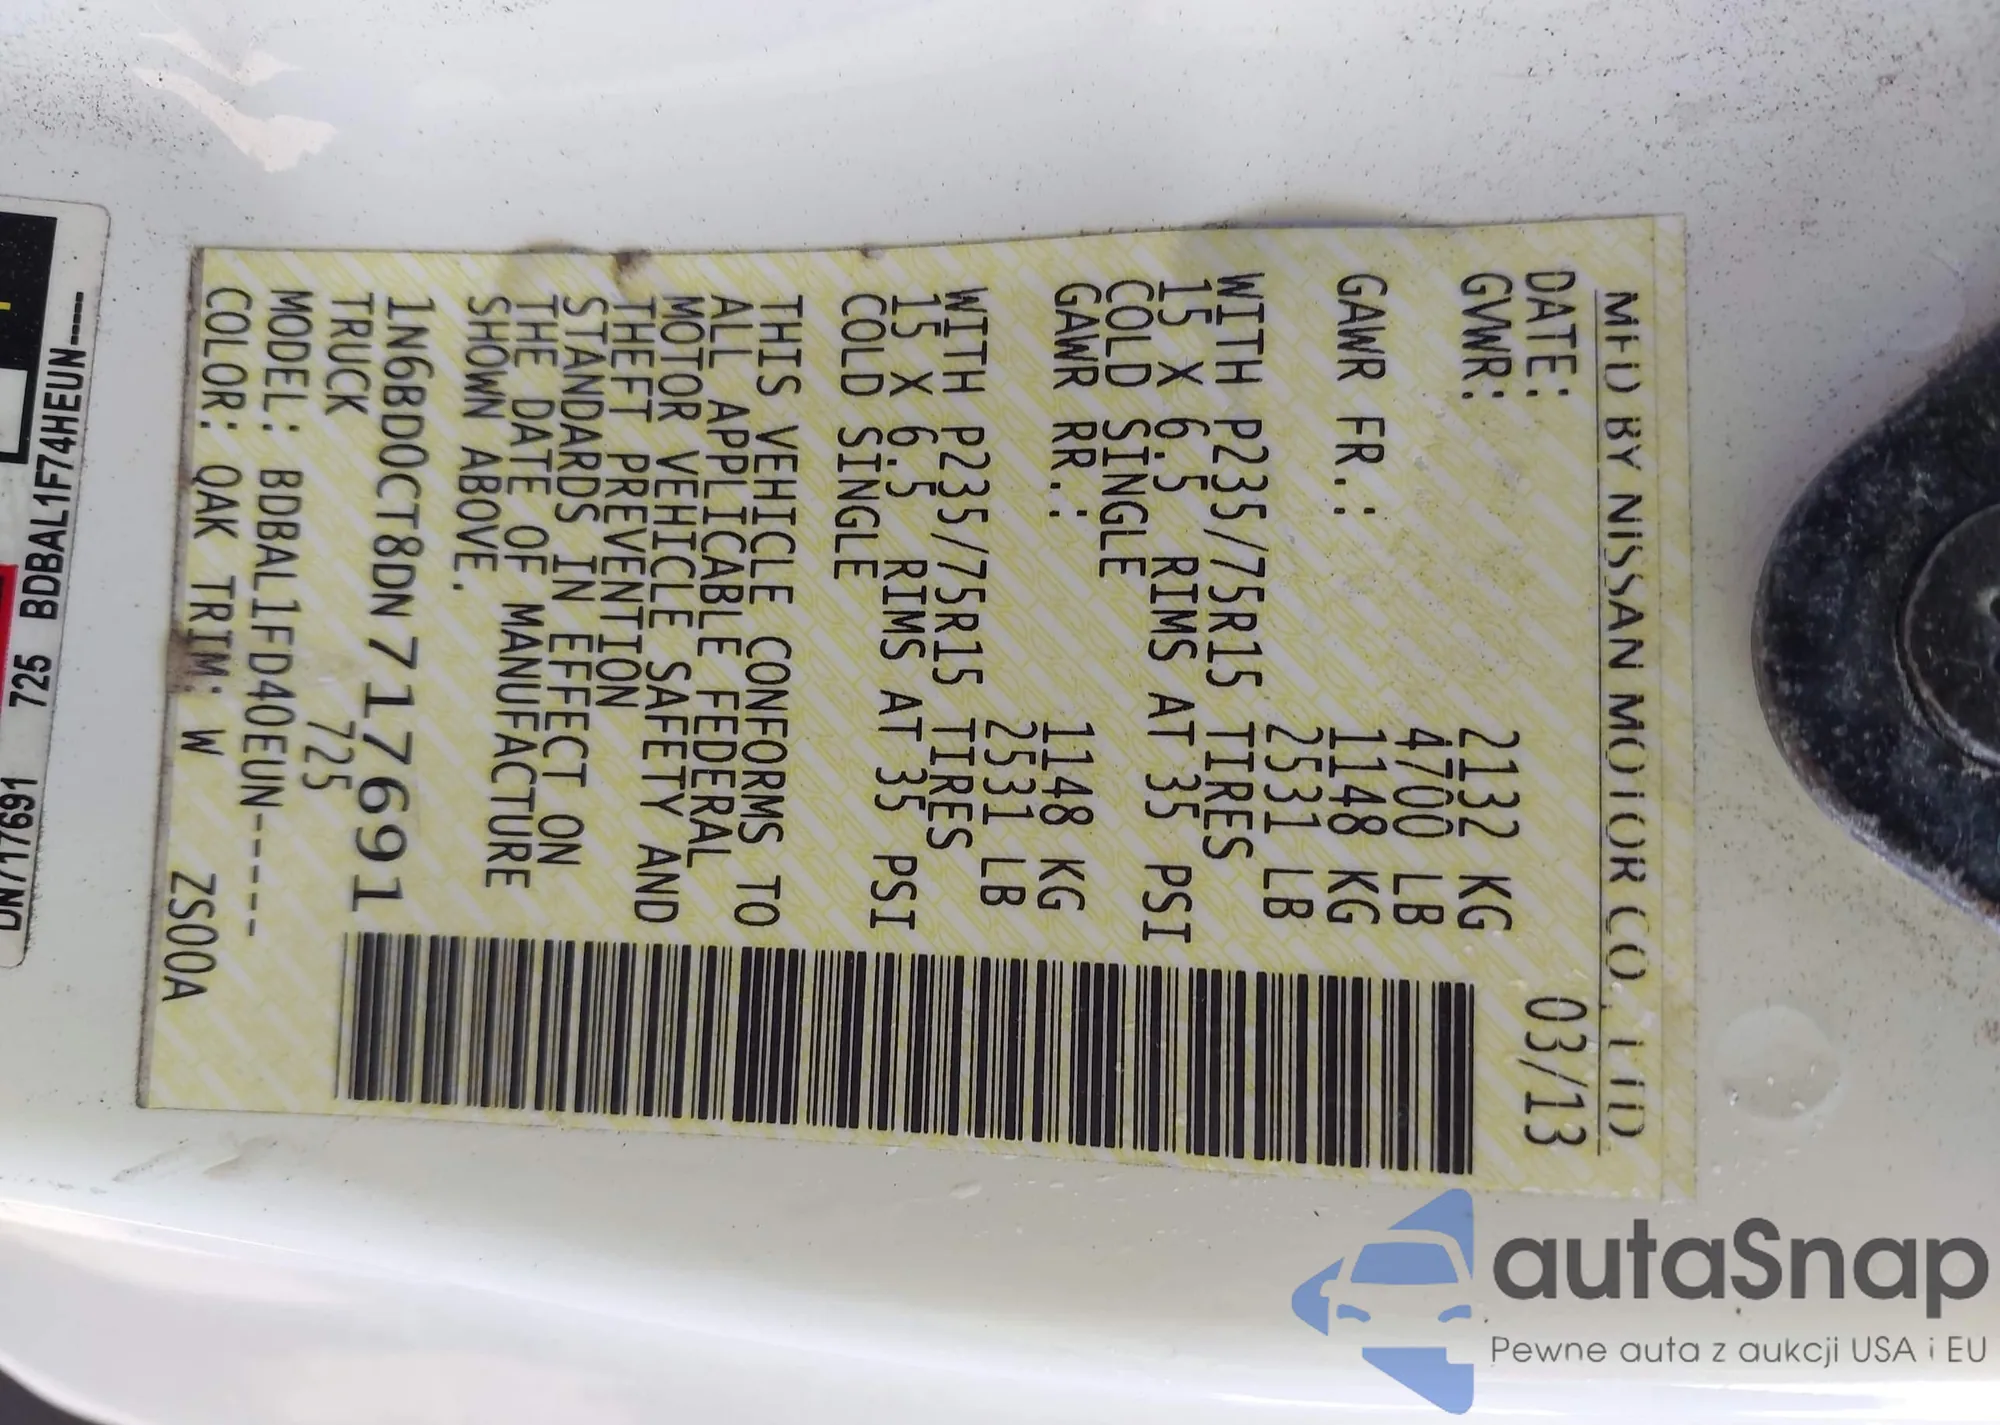 MFD BY NISSAN MOTOR CO., LTD
DATE: 03/13
GVWR: 2132 KG
4700 LB
GAWR FR.: 1148 KG
2531 LB
WITH P235/75R15 TIRES
15 X 6.5 RIMS AT 35 PSI
COLD SINGLE
GAWR RR.: 1148 KG
2531 LB
WITH P235/75R15 TIRES
15 X 6.5 RIMS AT 35 PSI
COLD SINGLE
THIS VEHICLE CONFORMS TO
ALL APPLICABLE FEDERAL
MOTOR VEHICLE SAFETY AND
THEFT PREVENTION
STANDARDS IN EFFECT ON
THE DATE OF MANUFACTURE
SHOWN ABOVE.
1N6BD0CT8DN717691
TRUCK 725
MODEL: BDBAL1FD40EUN-----
COLOR: QAK TRIM: W ZS00A
BDBAL1F74HEUN-----
725
DN717691
autaSnap
Pewne auta z aukcji USA i EU